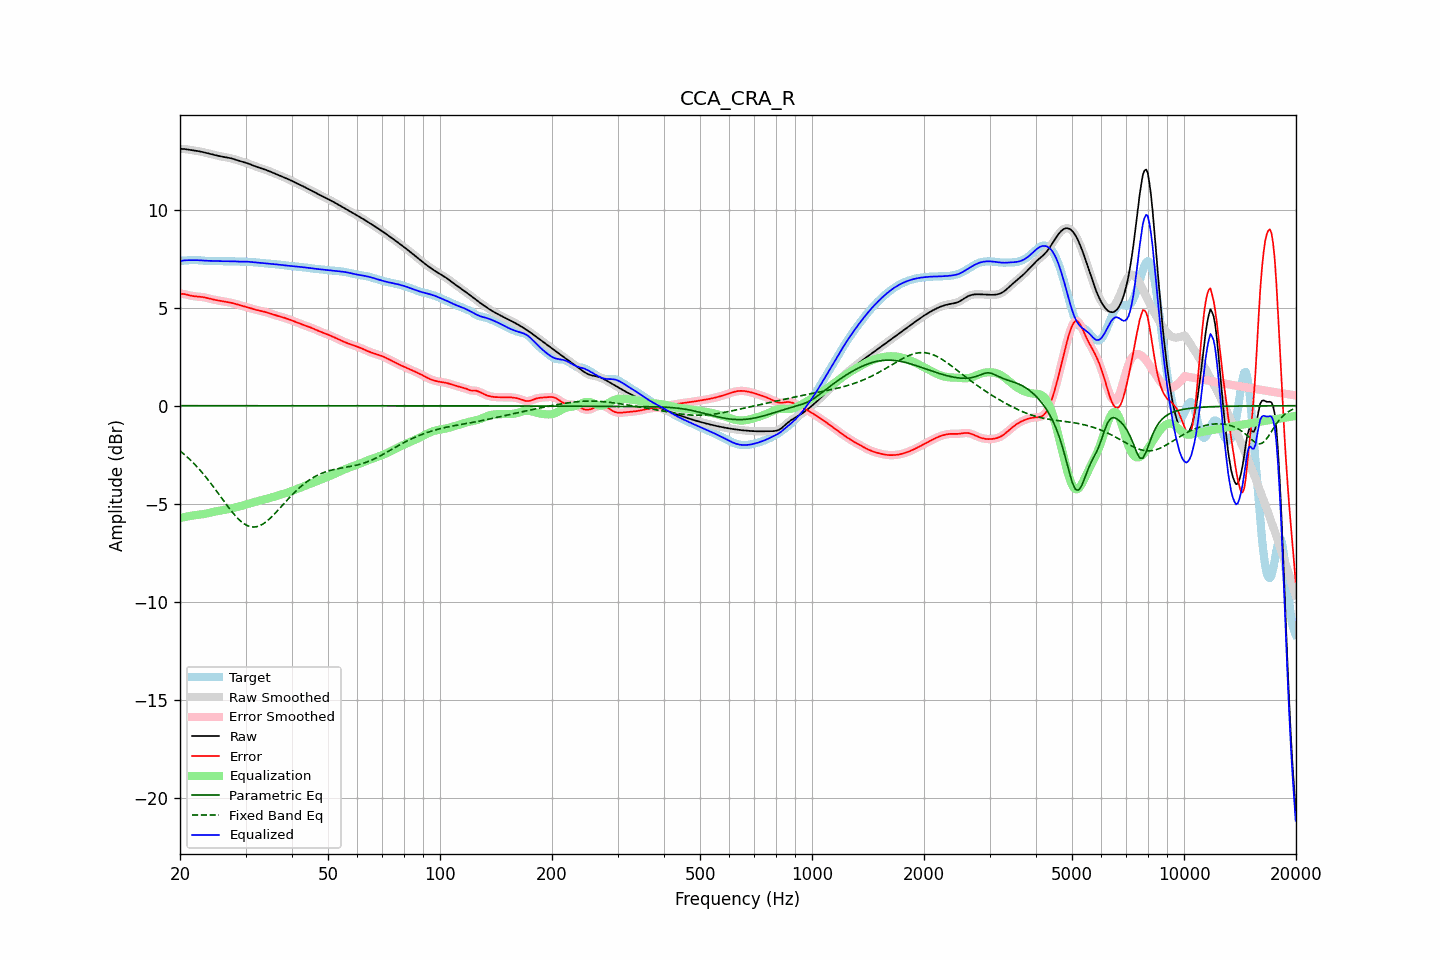 CCA_CRA_R
Amplitude (dBr)
10
5
0
−5
−10
−15
−20
Target
Raw Smoothed
Error Smoothed
Raw
Error
Equalization
Parametric Eq
Fixed Band Eq
Equalized
20 50 100 200 500 1000 2000 5000 10000 20000
Frequency (Hz)